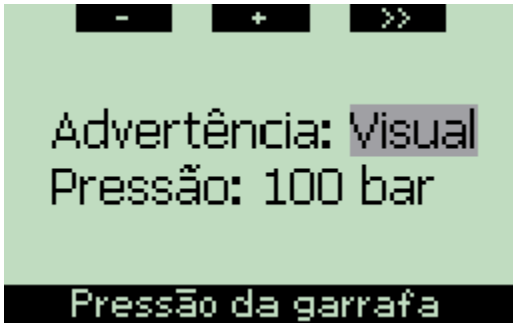 - + >>
Advertência: Visual
Pressão: 100 bar
Pressão da garrafa